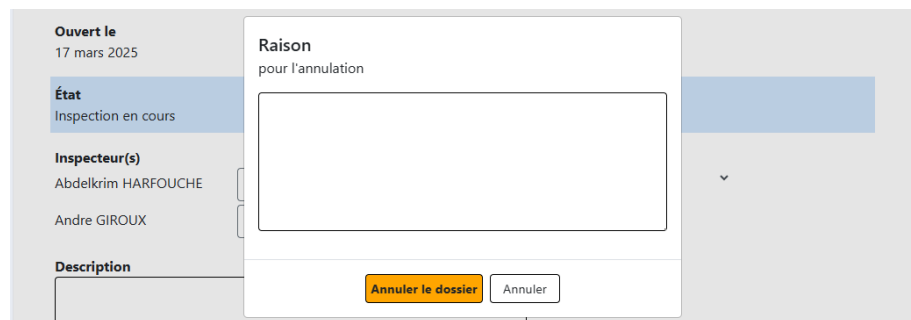 Ouvert le
17 mars 2025
État
Inspection en cours
Inspecteur(s)
Abdelkrim HARFOUCHE
Andre GIROUX
Description
Raison
pour l'annulation
Annuler le dossier
Annuler